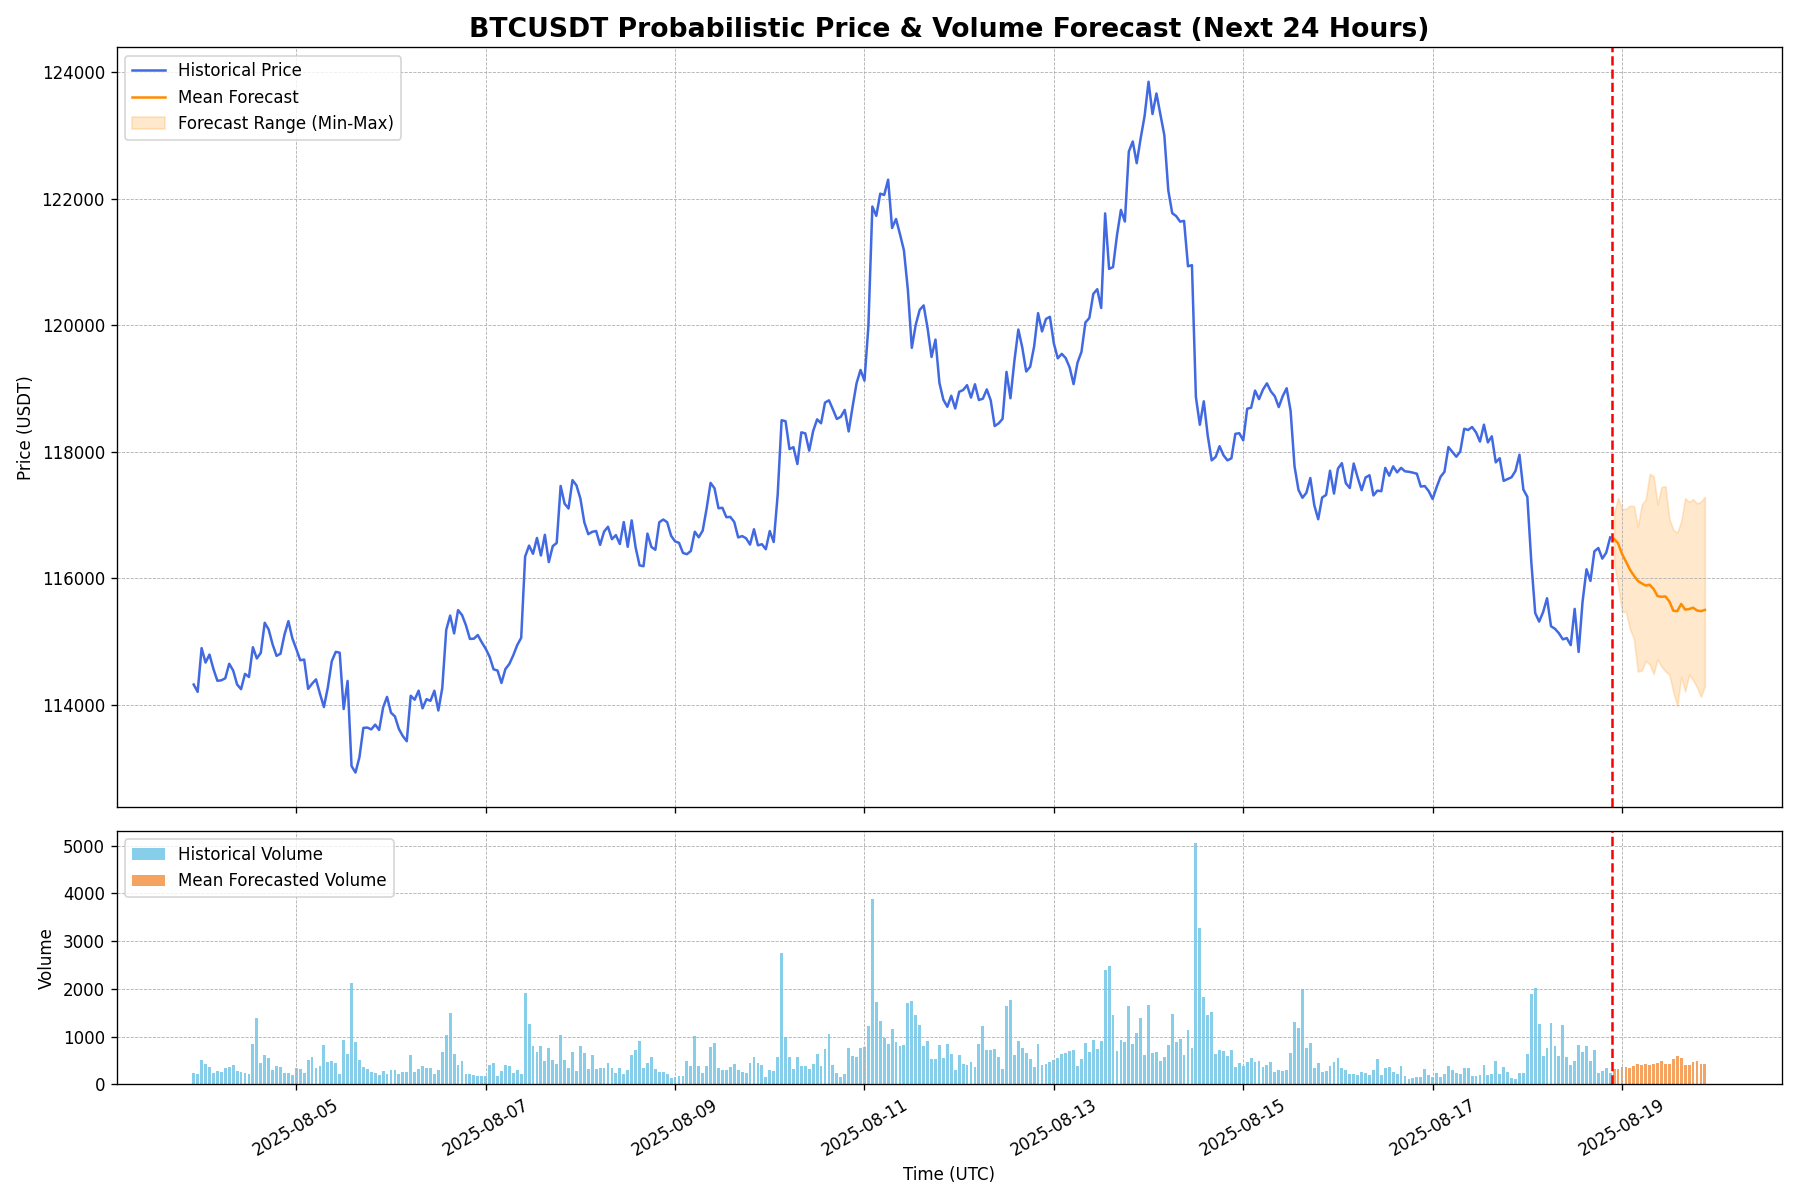 BTCUSDT Probabilistic Price & Volume Forecast (Next 24 Hours)
Historical Price
Mean Forecast
Forecast Range (Min-Max)
124000
122000
120000
118000
116000
114000
Price (USDT)
Historical Volume
Mean Forecasted Volume
5000
4000
3000
2000
1000
0
Volume
2025-08-05
2025-08-07
2025-08-09
2025-08-11
2025-08-13
2025-08-15
2025-08-17
2025-08-19
Time (UTC)